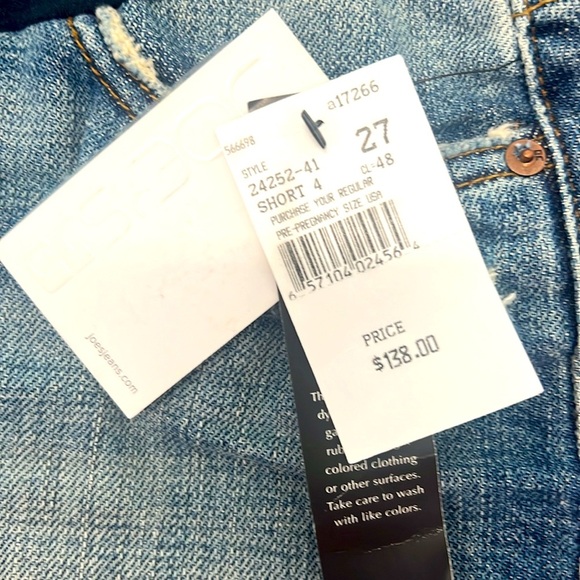 joesjeans.com
566698
a17266
STYLE
27
24252-41
SHORT 4
CL=48
PURCHASE YOUR REGULAR
PRE-PREGNANCY SIZE USA
6 57104 02456 4
PRICE
$138.00
colored clothing
or other surfaces.
Take care to wash
with like colors.